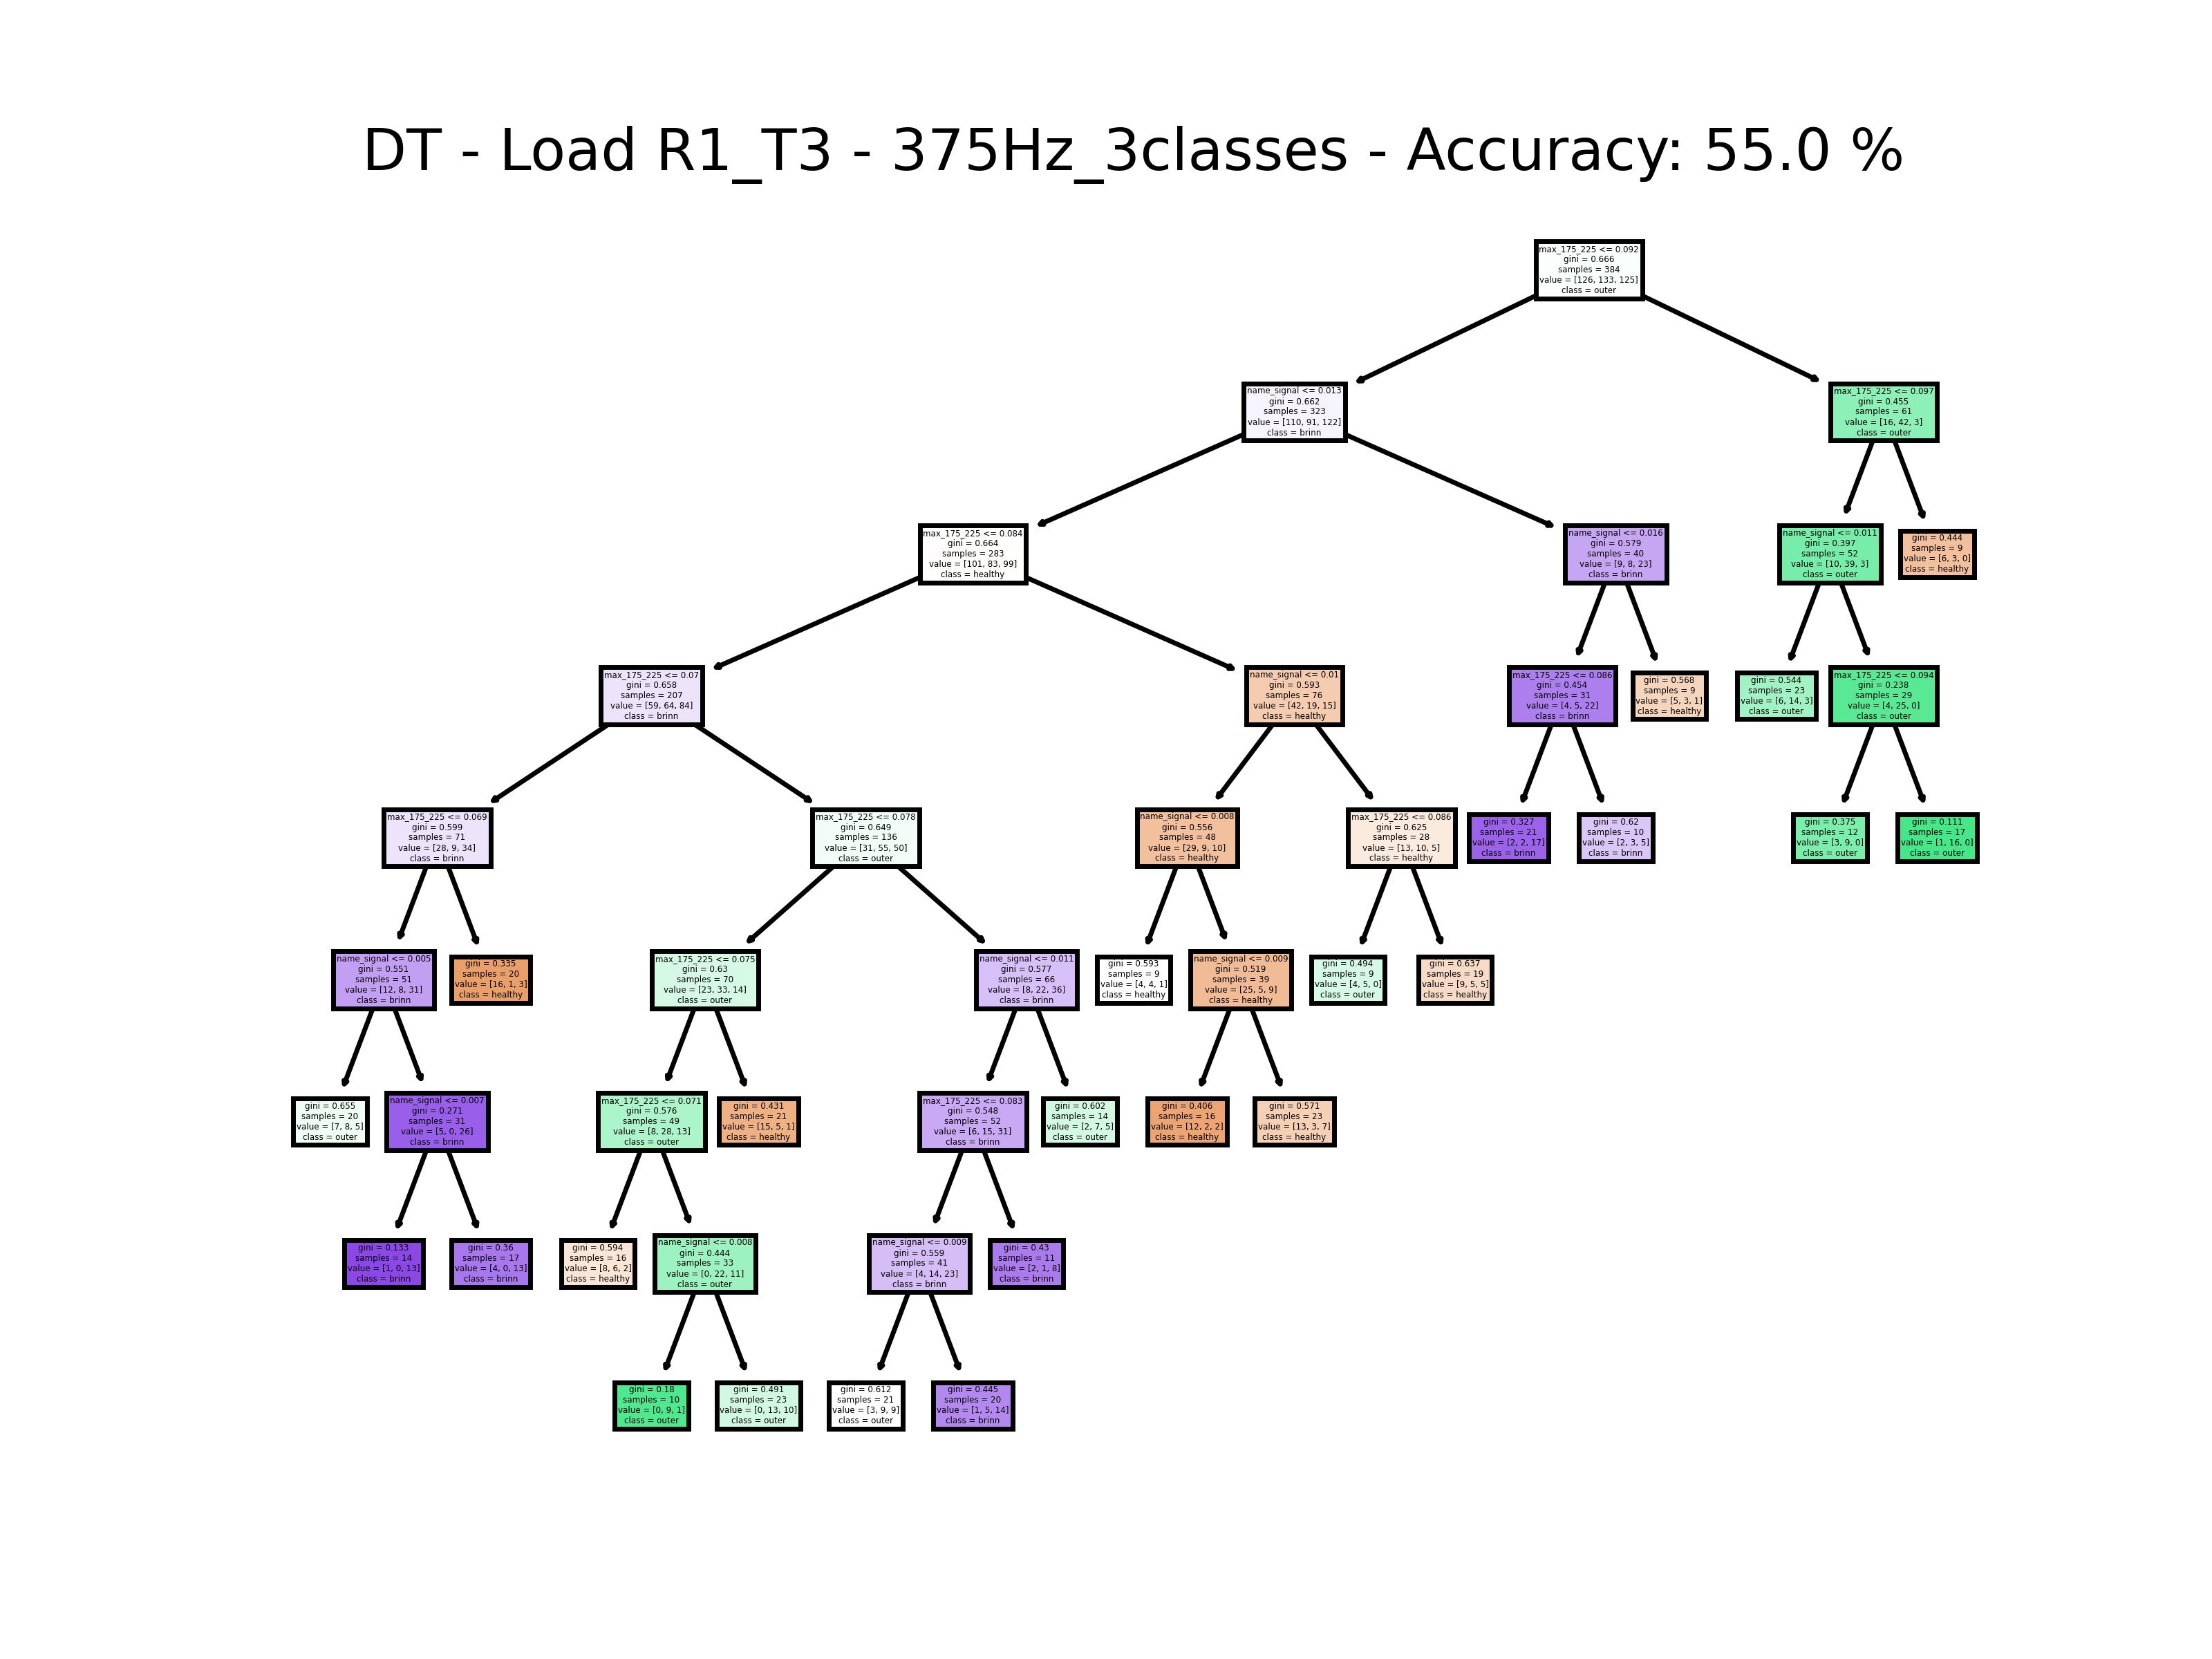 DT - Load R1_T3 - 375Hz_3classes - Accuracy: 55.0 %
max_175_225 <= 0.092
gini = 0.666
samples = 384
value = [126, 133, 125]
class = outer
name_signal <= 0.013
gini = 0.662
samples = 323
value = [110, 91, 122]
class = brinn
max_175_225 <= 0.097
gini = 0.455
samples = 61
value = [16, 42, 3]
class = outer
max_175_225 <= 0.084
gini = 0.664
samples = 283
value = [101, 83, 99]
class = healthy
name_signal <= 0.016
gini = 0.579
samples = 40
value = [9, 8, 23]
class = brinn
name_signal <= 0.011
gini = 0.397
samples = 52
value = [10, 39, 3]
class = outer
gini = 0.444
samples = 9
value = [6, 3, 0]
class = healthy
max_175_225 <= 0.07
gini = 0.658
samples = 207
value = [59, 64, 84]
class = brinn
name_signal <= 0.01
gini = 0.593
samples = 76
value = [42, 19, 15]
class = healthy
max_175_225 <= 0.086
gini = 0.454
samples = 31
value = [4, 5, 22]
class = brinn
gini = 0.568
samples = 9
value = [5, 3, 1]
class = healthy
gini = 0.544
samples = 23
value = [6, 14, 3]
class = outer
max_175_225 <= 0.094
gini = 0.238
samples = 29
value = [4, 25, 0]
class = outer
max_175_225 <= 0.069
gini = 0.599
samples = 71
value = [28, 9, 34]
class = brinn
max_175_225 <= 0.078
gini = 0.649
samples = 136
value = [31, 55, 50]
class = outer
name_signal <= 0.008
gini = 0.556
samples = 48
value = [29, 9, 10]
class = healthy
max_175_225 <= 0.086
gini = 0.625
samples = 28
value = [13, 10, 5]
class = healthy
gini = 0.327
samples = 21
value = [2, 2, 17]
class = brinn
gini = 0.62
samples = 10
value = [2, 3, 5]
class = brinn
gini = 0.375
samples = 12
value = [3, 9, 0]
class = outer
gini = 0.111
samples = 17
value = [1, 16, 0]
class = outer
name_signal <= 0.005
gini = 0.551
samples = 51
value = [12, 8, 31]
class = brinn
gini = 0.335
samples = 20
value = [16, 1, 3]
class = healthy
max_175_225 <= 0.075
gini = 0.63
samples = 70
value = [23, 33, 14]
class = outer
name_signal <= 0.011
gini = 0.577
samples = 66
value = [8, 22, 36]
class = brinn
gini = 0.593
samples = 9
value = [4, 4, 1]
class = healthy
name_signal <= 0.009
gini = 0.519
samples = 39
value = [25, 5, 9]
class = healthy
gini = 0.494
samples = 9
value = [4, 5, 0]
class = outer
gini = 0.637
samples = 19
value = [9, 5, 5]
class = healthy
gini = 0.655
samples = 20
value = [7, 8, 5]
class = outer
name_signal <= 0.007
gini = 0.271
samples = 31
value = [5, 0, 26]
class = brinn
max_175_225 <= 0.071
gini = 0.576
samples = 49
value = [8, 28, 13]
class = outer
gini = 0.431
samples = 21
value = [15, 5, 1]
class = healthy
max_175_225 <= 0.083
gini = 0.548
samples = 52
value = [6, 15, 31]
class = brinn
gini = 0.602
samples = 14
value = [2, 7, 5]
class = outer
gini = 0.406
samples = 16
value = [12, 2, 2]
class = healthy
gini = 0.571
samples = 23
value = [13, 3, 7]
class = healthy
gini = 0.133
samples = 14
value = [1, 0, 13]
class = brinn
gini = 0.36
samples = 17
value = [4, 0, 13]
class = brinn
gini = 0.594
samples = 16
value = [8, 6, 2]
class = healthy
name_signal <= 0.008
gini = 0.444
samples = 33
value = [0, 22, 11]
class = outer
name_signal <= 0.009
gini = 0.559
samples = 41
value = [4, 14, 23]
class = brinn
gini = 0.43
samples = 11
value = [2, 1, 8]
class = brinn
gini = 0.18
samples = 10
value = [0, 9, 1]
class = outer
gini = 0.491
samples = 23
value = [0, 13, 10]
class = outer
gini = 0.612
samples = 21
value = [3, 9, 9]
class = outer
gini = 0.445
samples = 20
value = [1, 5, 14]
class = brinn